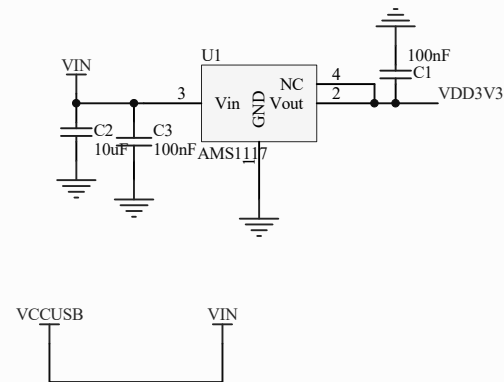 U1
100nF
C1
VIN
3
Vin
NC
Vout
GND
4
2
VDD3V3
C2
10uF
C3
100nF
AMS1117
1
VCCUSB
VIN